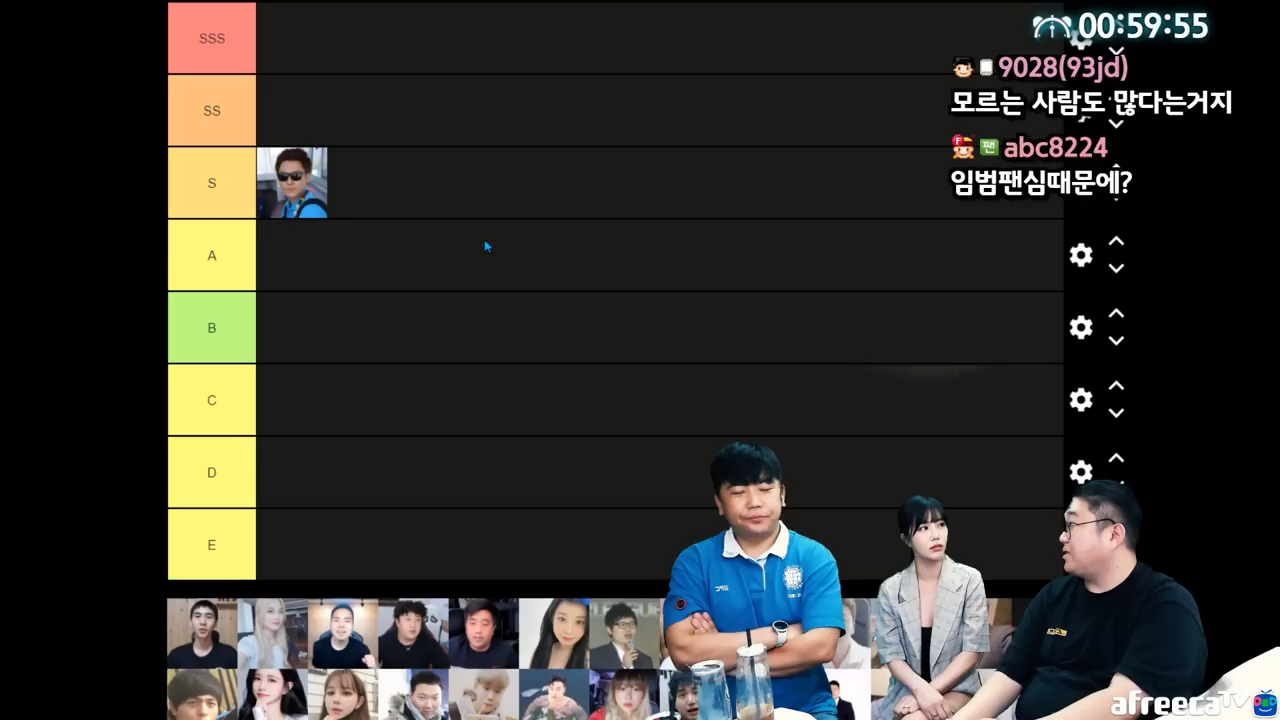 SSS
00:59:55
9028(93jd)
모르는 사람도 많다는거지
SS
abc8224
팬
임범팬심때문에?
S
A
B
C
D
E
afreecaTV